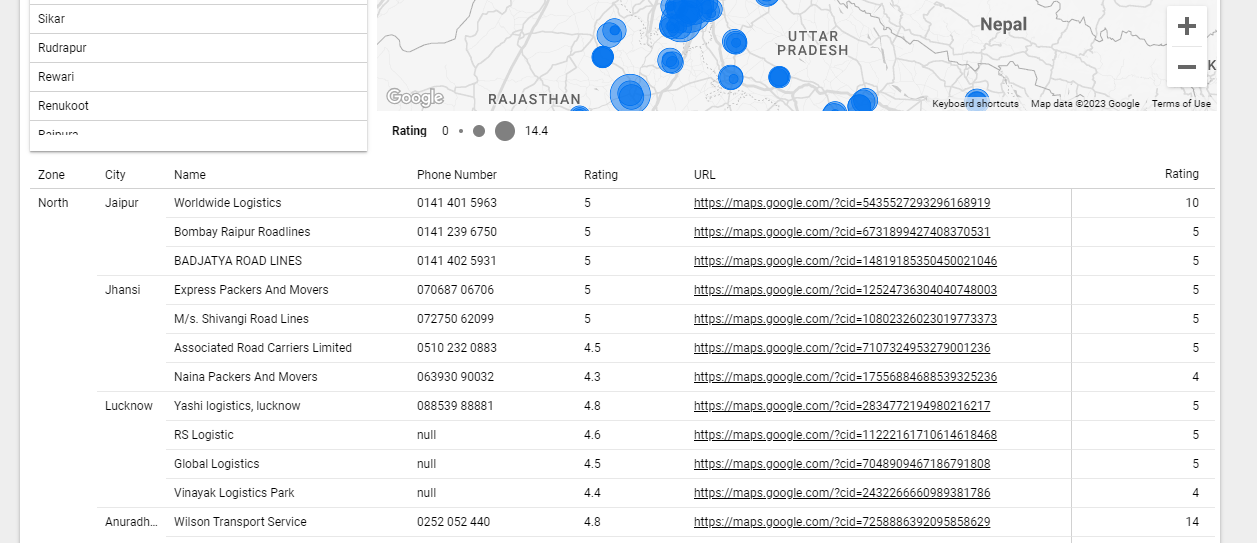 Sikar
Rudrapur
Rewari
Renukoot
Rajpura
UTTAR
PRADESH
Nepal
RAJASTHAN
K
Google
Keyboard shortcuts Map data ©2023 Google Terms of Use
Rating 0 14.4
Zone City Name Phone Number Rating URL Rating
North Jaipur Worldwide Logistics 0141 401 5963 5 https://maps.google.com/?cid=5435527293296168919 10
Bombay Raipur Roadlines 0141 239 6750 5 https://maps.google.com/?cid=6731899427408370531 5
BADJATYA ROAD LINES 0141 402 5931 5 https://maps.google.com/?cid=14819185350450021046 5
Jhansi Express Packers And Movers 070687 06706 5 https://maps.google.com/?cid=12524736304040748003 5
M/s. Shivangi Road Lines 072750 62099 5 https://maps.google.com/?cid=10802326023019773373 5
Associated Road Carriers Limited 0510 232 0883 4.5 https://maps.google.com/?cid=7107324953279001236 5
Naina Packers And Movers 063930 90032 4.3 https://maps.google.com/?cid=17556884688539325236 4
Lucknow Yashi logistics, lucknow 088539 88881 4.8 https://maps.google.com/?cid=2834772194980216217 5
RS Logistic null 4.6 https://maps.google.com/?cid=11222161710614618468 5
Global Logistics null 4.5 https://maps.google.com/?cid=7048909467186791808 5
Vinayak Logistics Park null 4.4 https://maps.google.com/?cid=2432266660989381786 4
Anuradh... Wilson Transport Service 0252 052 440 4.8 https://maps.google.com/?cid=7258886392095858629 14